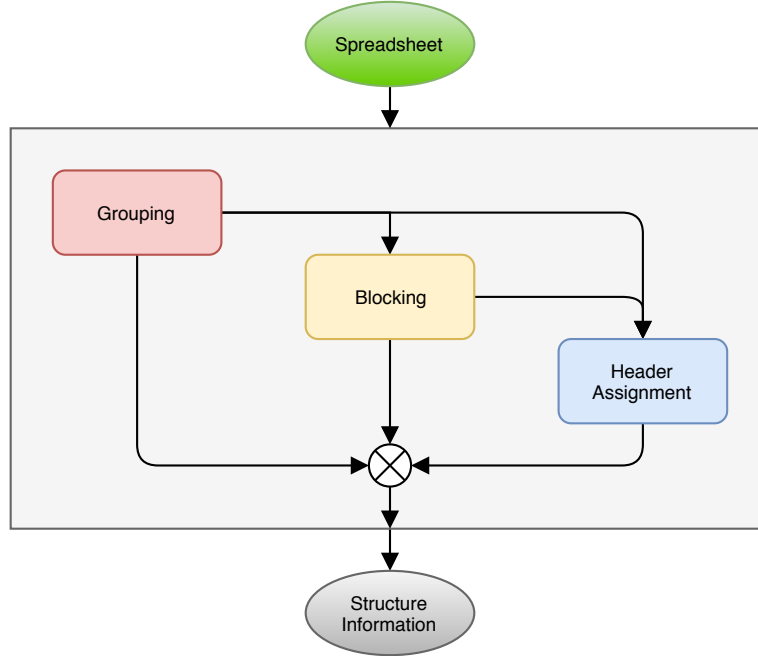 Spreadsheet
Grouping
Blocking
Header
Assignment
Structure
Information